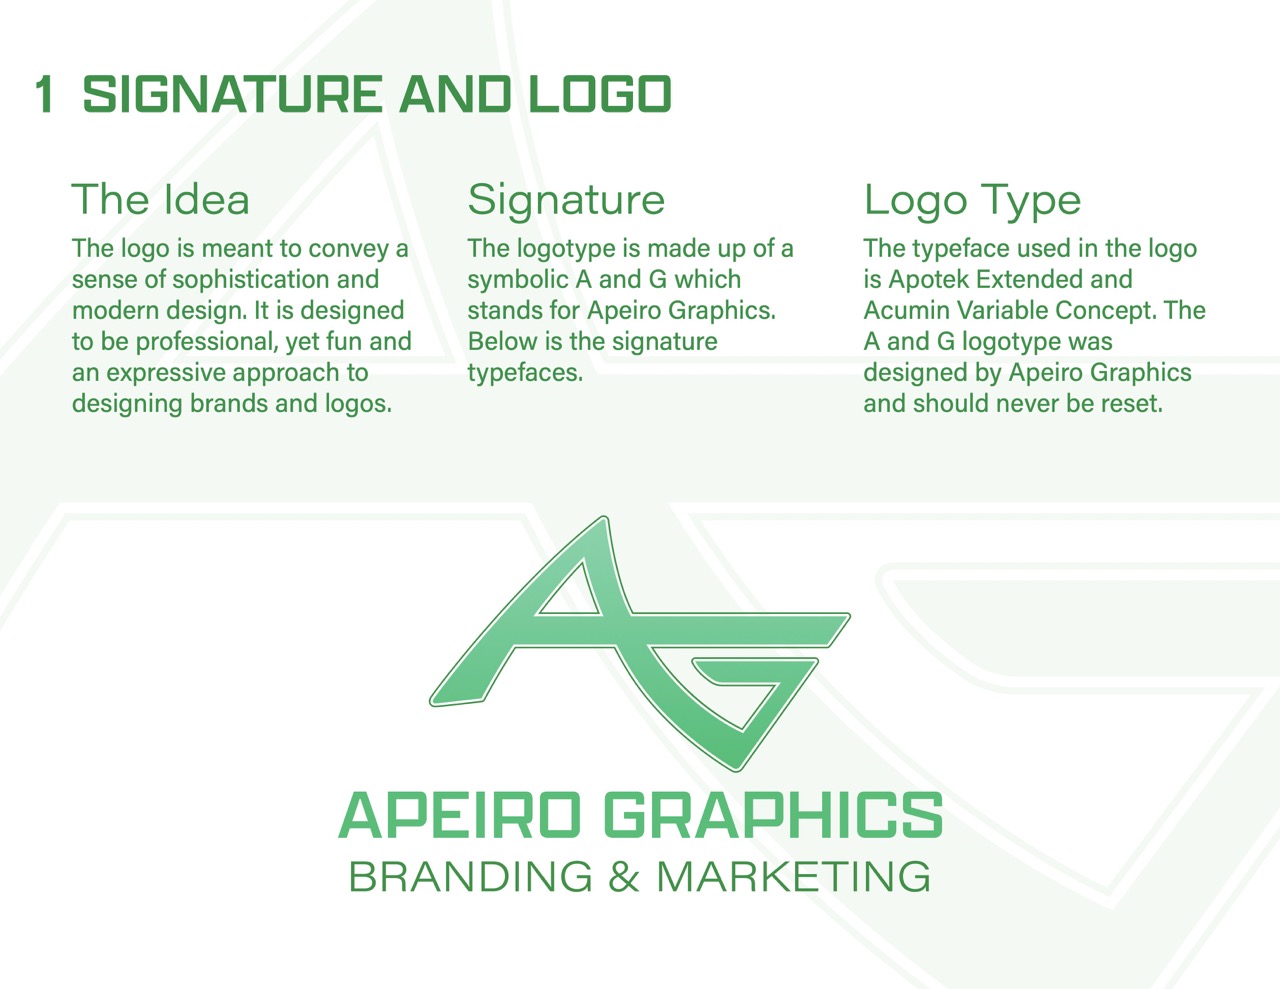 1 SIGNATURE AND LOGO
The Idea
The logo is meant to convey a
sense of sophistication and
modern design. It is designed
to be professional, yet fun and
an expressive approach to
designing brands and logos.
Signature
The logotype is made up of a
symbolic A and G which
stands for Apeiro Graphics.
Below is the signature
typefaces.
Logo Type
The typeface used in the logo
is Apotek Extended and
Acumin Variable Concept. The
A and G logotype was
designed by Apeiro Graphics
and should never be reset.
AG
APEIRO GRAPHICS
BRANDING & MARKETING